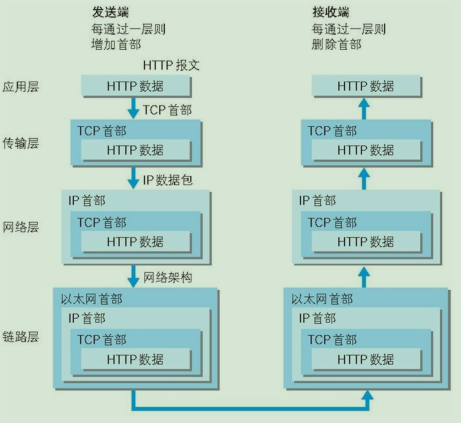 发送端
每通过一层则
增加首部
接收端
每通过一层则
删除首部
HTTP 报文
应用层
HTTP 数据
HTTP 数据
TCP 首部
传输层
TCP 首部
HTTP 数据
TCP 首部
HTTP 数据
IP 数据包
网络层
IP 首部
TCP 首部
HTTP 数据
IP 首部
TCP 首部
HTTP 数据
网络架构
链路层
以太网首部
IP 首部
TCP 首部
HTTP 数据
以太网首部
IP 首部
TCP 首部
HTTP 数据